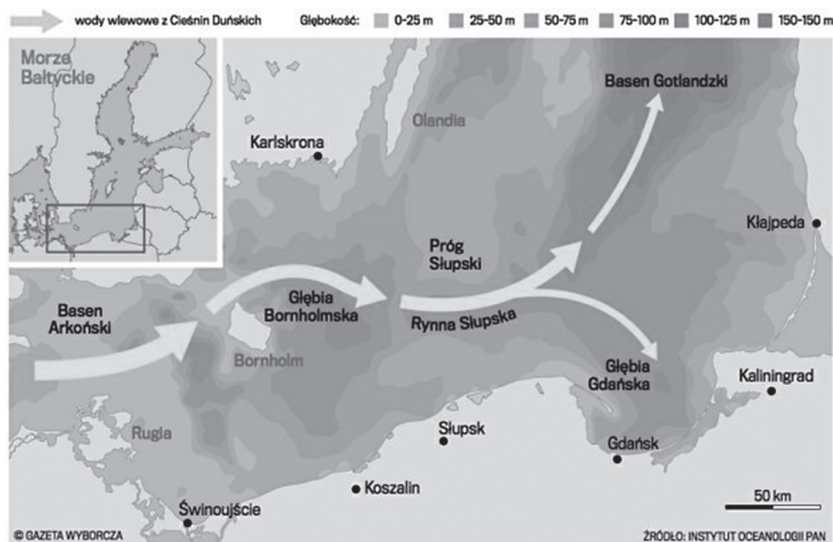 wody wlewowe z Cieśnin Duńskich
Głębokość: 0-25 m 25-50 m 50-75 m 75-100 m 100-125 m 150-150 m
Morze
Bałtyckie
Basen Gotlandzki
Olandia
Karlskrona
Kłajpeda
Próg
Słupski
Basen
Arkoński
Głębia
Bornholmska
Rynna Słupska
Bornholm
Głębia
Gdańska
Kaliningrad
Rugia
Słupsk
Gdańsk
Koszalin
50 km
Świnoujście
© GAZETA WYBORCZA
ŹRÓDŁO: INSTYTUT OCEANOLOGII PAN